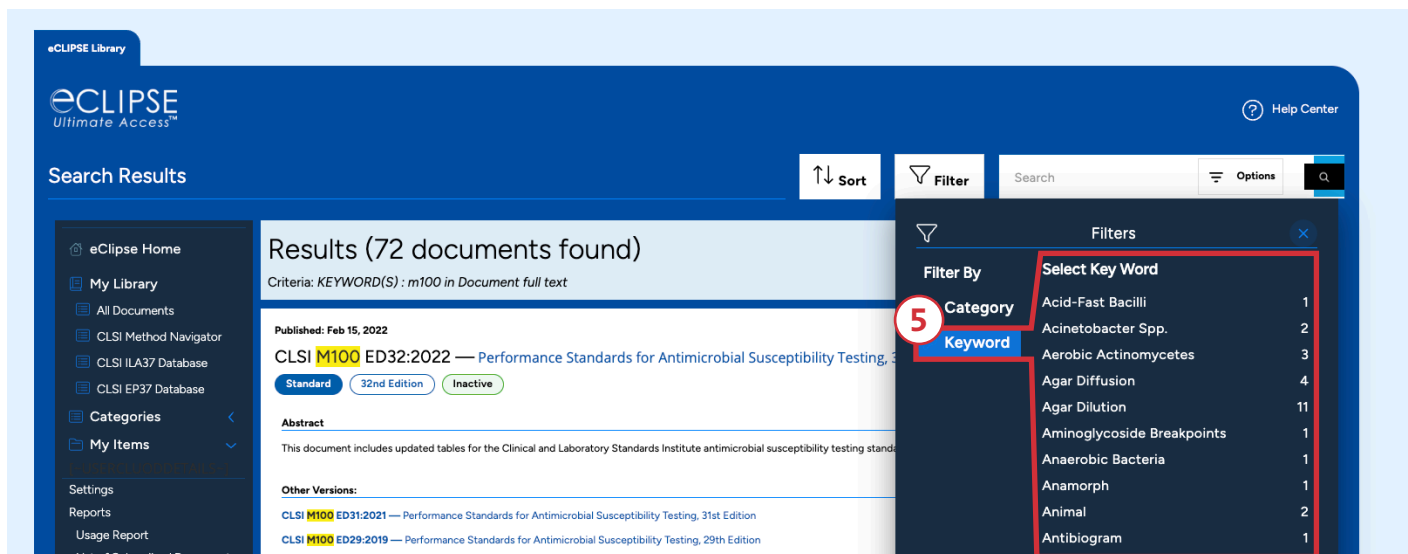 eCLIPSE Library
eCLIPSE
Ultimate Access™
Help Center
Search Results
Sort
Filter
Search
Options
eClipse Home
My Library
All Documents
CLSI Method Navigator
CLSI ILA37 Database
CLSI EP37 Database
Categories
My Items
Settings
Reports
Usage Report
Results (72 documents found)
Criteria: KEYWORD(S) : m100 in Document full text
Published: Feb 15, 2022
CLSI M100 ED32:2022 — Performance Standards for Antimicrobial Susceptibility Testing,
Standard
32nd Edition
Inactive
Abstract
This document includes updated tables for the Clinical and Laboratory Standards Institute antimicrobial susceptibility testing
Other Versions:
CLSI M100 ED31:2021 — Performance Standards for Antimicrobial Susceptibility Testing, 31st Edition
CLSI M100 ED29:2019 — Performance Standards for Antimicrobial Susceptibility Testing, 29th Edition
Filters
Filter By
Category
5
Keyword
Select Key Word
Acid-Fast Bacilli 1
Acinetobacter Spp. 2
Aerobic Actinomycetes 3
Agar Diffusion 4
Agar Dilution 11
Aminoglycoside Breakpoints 1
Anaerobic Bacteria 1
Anamorph 1
Animal 2
Antibiogram 1